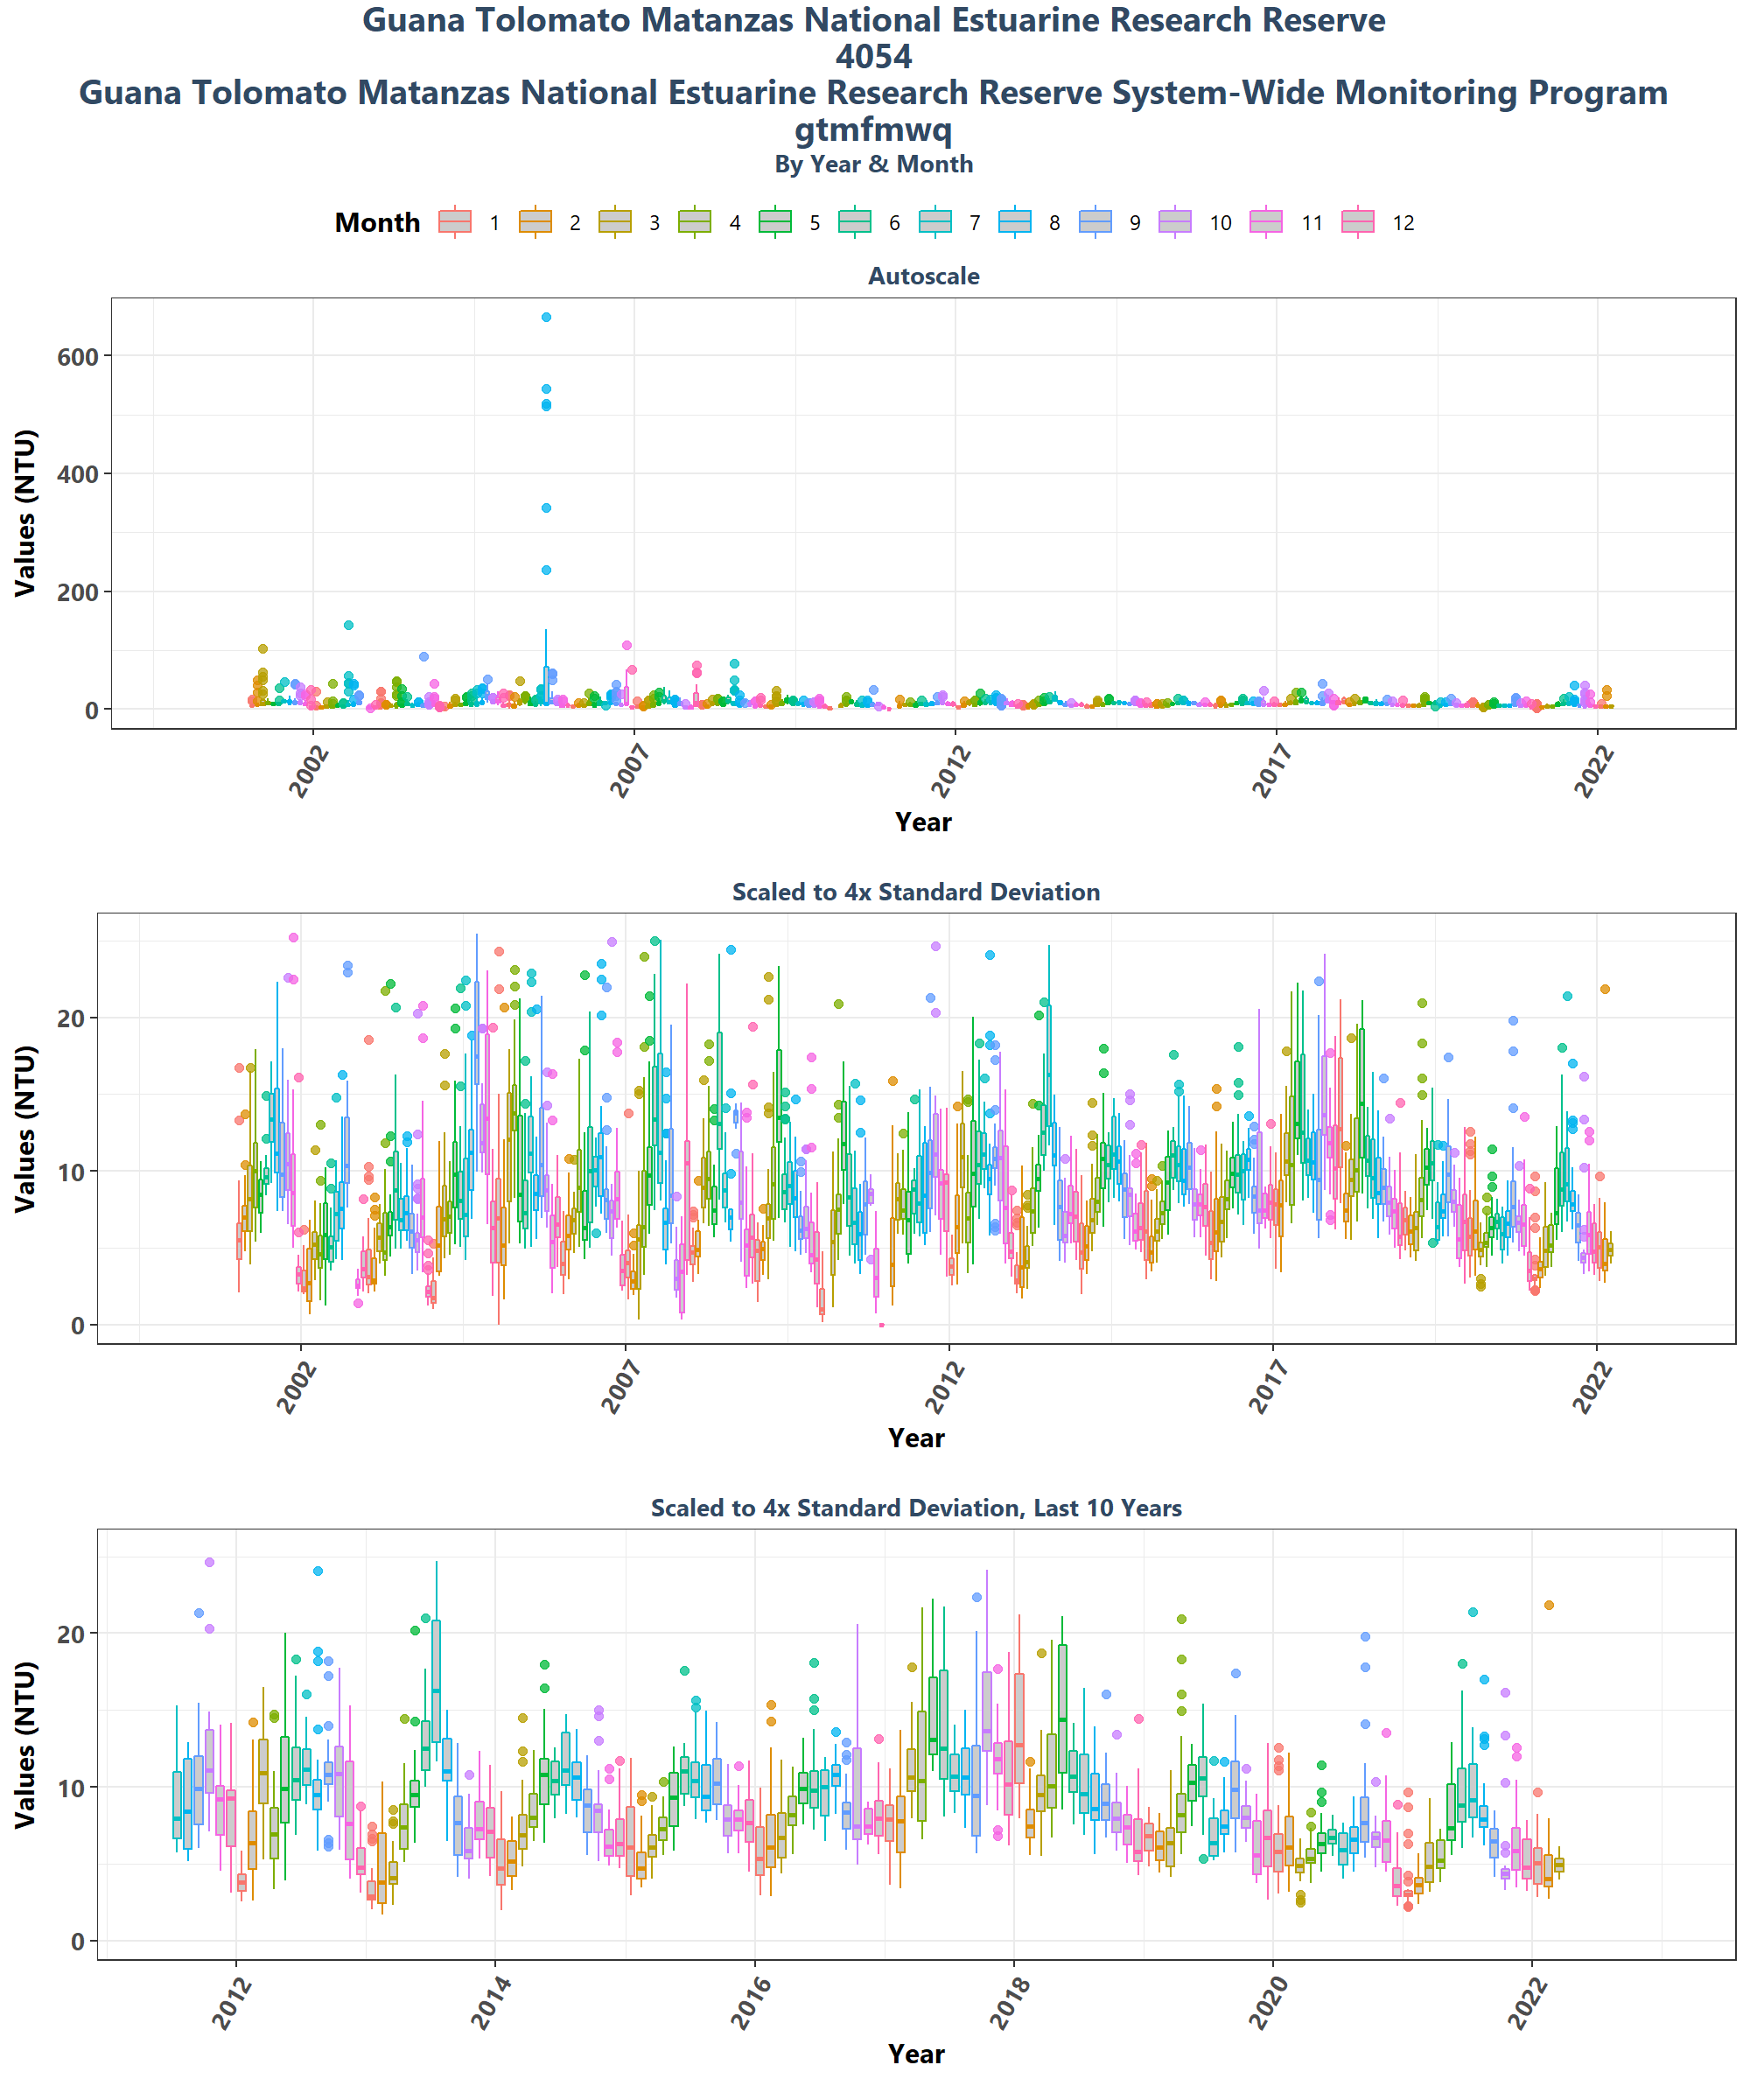 Guana Tolomato Matanzas National Estuarine Research Reserve
4054
Guana Tolomato Matanzas National Estuarine Research Reserve System-Wide Monitoring Program
gtmfmwq
By Year & Month
Month 1 2 3 4 5 6 7 8 9 10 11 12
Autoscale
Values (NTU)
600
400
200
0
2002 2007 2012 2017 2022
Year
Scaled to 4x Standard Deviation
Values (NTU)
20
10
0
2002 2007 2012 2017 2022
Year
Scaled to 4x Standard Deviation, Last 10 Years
Values (NTU)
20
10
0
2012 2014 2016 2018 2020 2022
Year